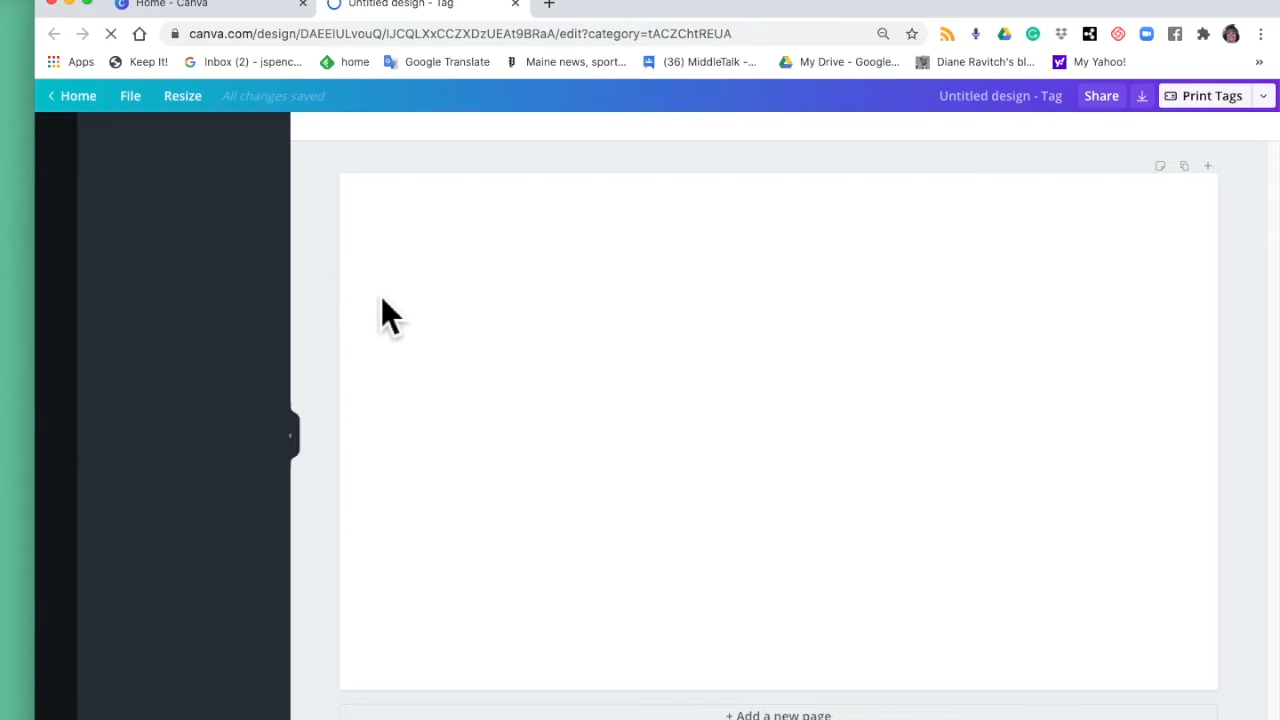 Home - Canva
Untitled design - Tag
canva.com/design/DAEEIULvouQ/IJCQLXxCCZXDzUEAt9BRaA/edit?category=tACZChtREUA
Apps Keep It! Inbox (2) - jspenc... home Google Translate Maine news, sport... (36) MiddleTalk -... My Drive - Google... Diane Ravitch's bl... My Yahoo! »
Home File Resize All changes saved Untitled design - Tag Share Print Tags
+ Add a new page